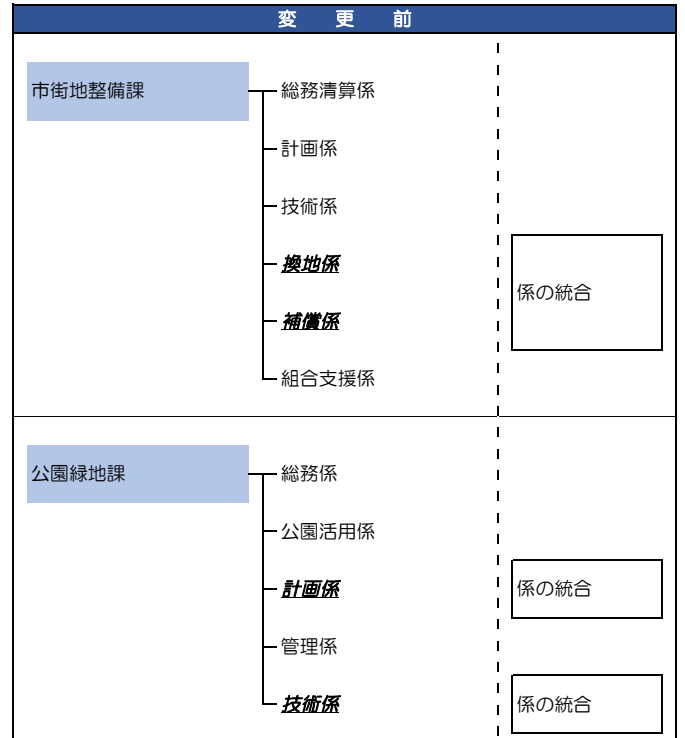 変 更 前
市街地整備課
総務清算係
計画係
技術係
換地係
係の統合
補償係
組合支援係
公園緑地課
総務係
公園活用係
計画係
係の統合
管理係
技術係
係の統合